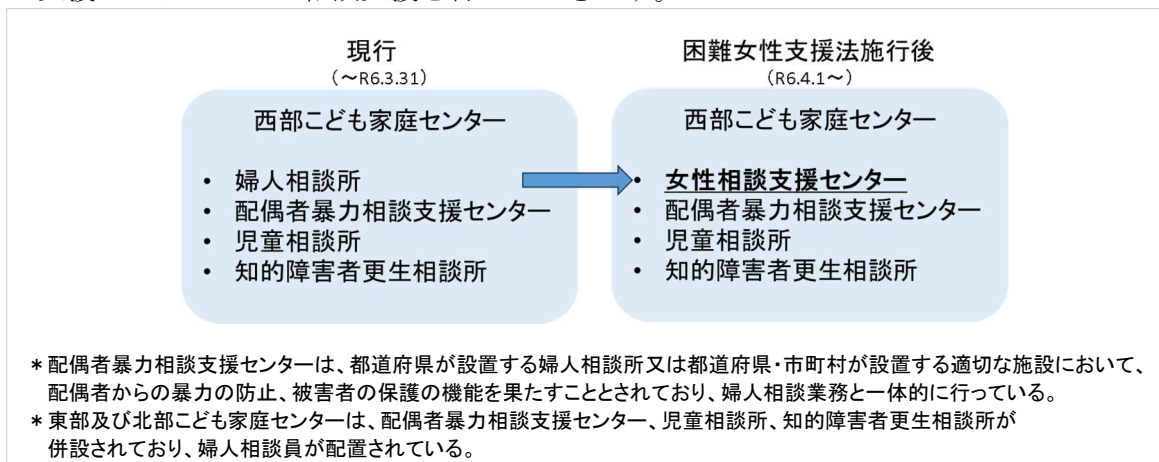 現行
(～R6.3.31)
西部こども家庭センター
• 婦人相談所
• 配偶者暴力相談支援センター
• 児童相談所
• 知的障害者更生相談所
困難女性支援法施行後
(R6.4.1～)
西部こども家庭センター
• 女性相談支援センター
• 配偶者暴力相談支援センター
• 児童相談所
• 知的障害者更生相談所
＊配偶者暴力相談支援センターは、都道府県が設置する婦人相談所又は都道府県・市町村が設置する適切な施設において、
配偶者からの暴力の防止、被害者の保護の機能を果たすこととされており、婦人相談業務と一体的に行っている。
＊東部及び北部こども家庭センターは、配偶者暴力相談支援センター、児童相談所、知的障害者更生相談所が
併設されており、婦人相談員が配置されている。